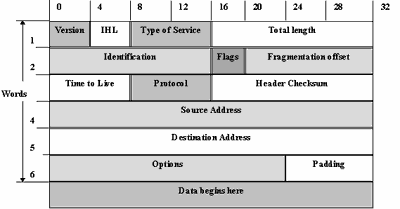 0 4 8 12 16 20 24 28 32
Version IHL Type of Service Total length
1
Identification Flags Fragmentation offset
2
Time to Live Protocol Header Checksum
3
Words
Source Address
4
Destination Address
5
Options Padding
6
Data begins here